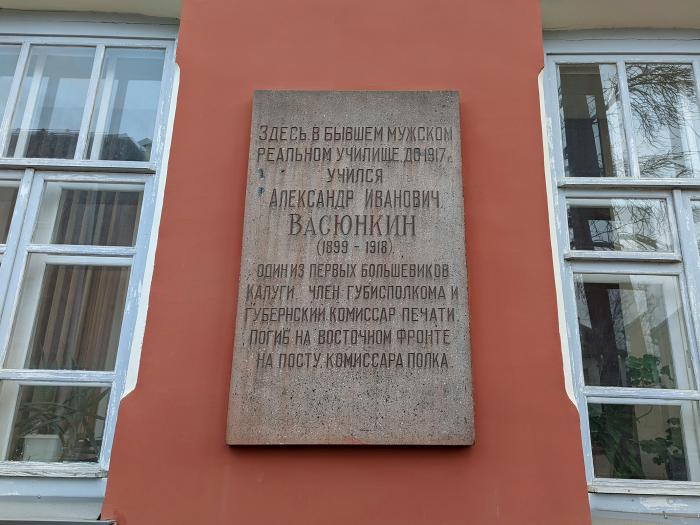 ЗДЕСЬ В БЫВШЕМ МУЖСКОМ
РЕАЛЬНОМ УЧИЛИЩЕ ДО 1917 г.
УЧИЛСЯ
АЛЕКСАНДР ИВАНОВИЧ
ВАСЮНКИН
(1899 - 1918)
ОДИН ИЗ ПЕРВЫХ БОЛЬШЕВИКОВ
КАЛУГИ ЧЛЕН ГУБИСПОЛКОМА И
ГУБЕРНСКИЙ КОМИССАР ПЕЧАТИ.
ПОГИБ НА ВОСТОЧНОМ ФРОНТЕ
НА ПОСТУ КОМИССАРА ПОЛКА.